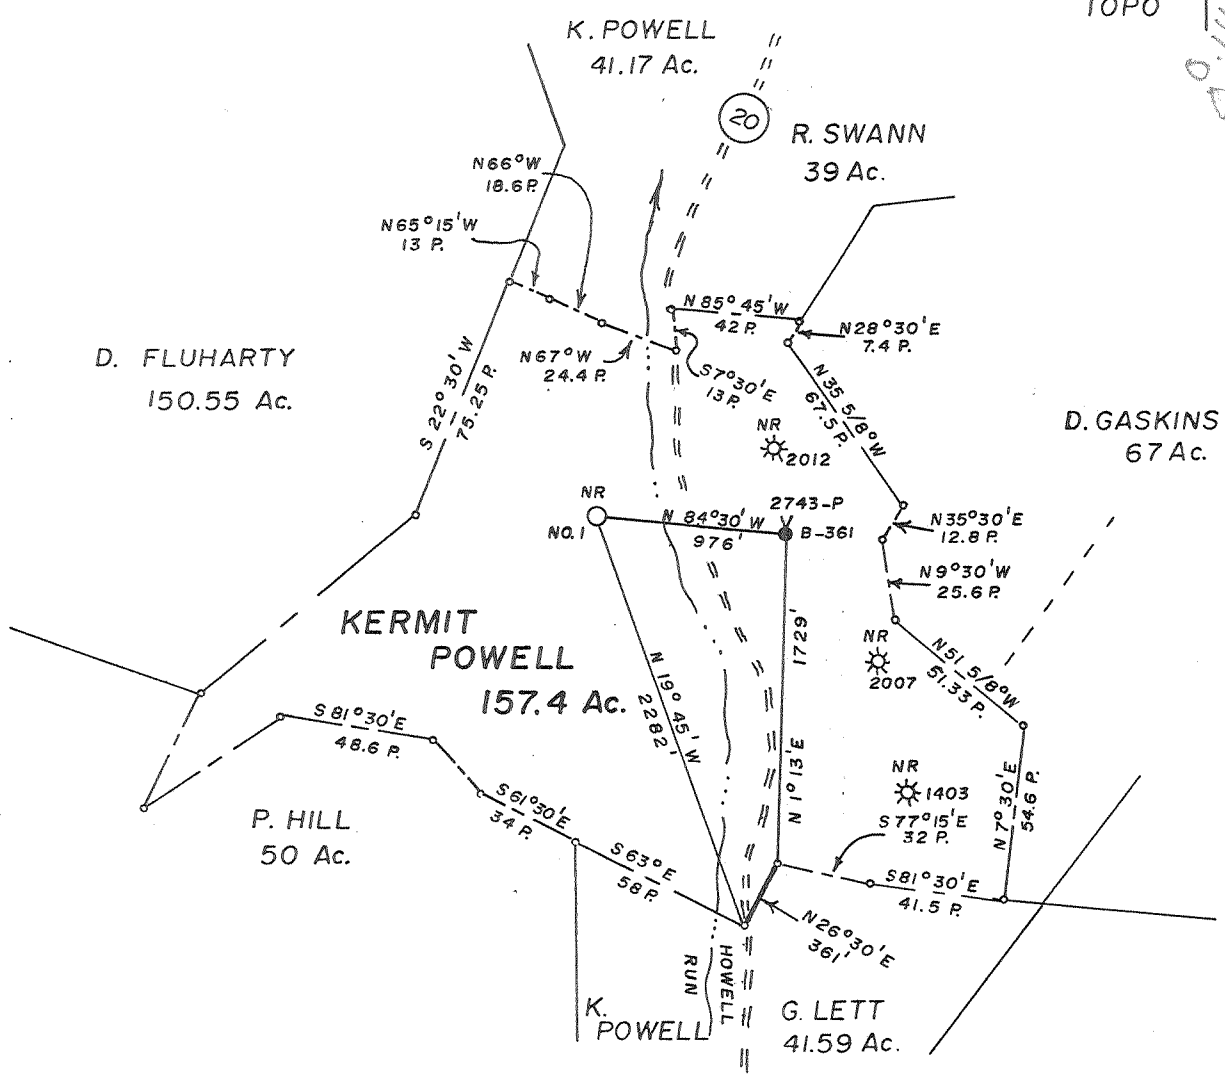 TOPO
K. POWELL
41.17 Ac.
20
R. SWANN
39 Ac.
N66°W
18.6 P.
N65°15'W
13 P.
N 85° 45' W
42 P.
N28°30'E
7.4 P.
N67°W
24.4 P.
S7°30'E
13 P.
D. FLUHARTY
150.55 Ac.
S 22°30' W
75.25 P.
N35 5/8°W
67.5 P.
NR
2012
D. GASKINS
67 Ac.
NR
NO. 1
N 84°30' W
976'
2743-P
B-361
N35°30'E
12.8 P.
N9°30'W
25.6 P.
KERMIT
POWELL
157.4 Ac.
1729'
N 1°13'E
NR
2007
N51 5/8°W
51.33 P.
N 19° 45' W
2282'
S 81°30'E
48.6 P.
NR
1403
N 7°30'E
54.6 P.
P. HILL
50 Ac.
S61°30'E
34 P.
S77°15'E
32 P.
S 63°E
58 P.
S81°30'E
41.5 P.
N26°30'E
361'
HOWELL
RUN
K.
POWELL
G. LETT
41.59 Ac.